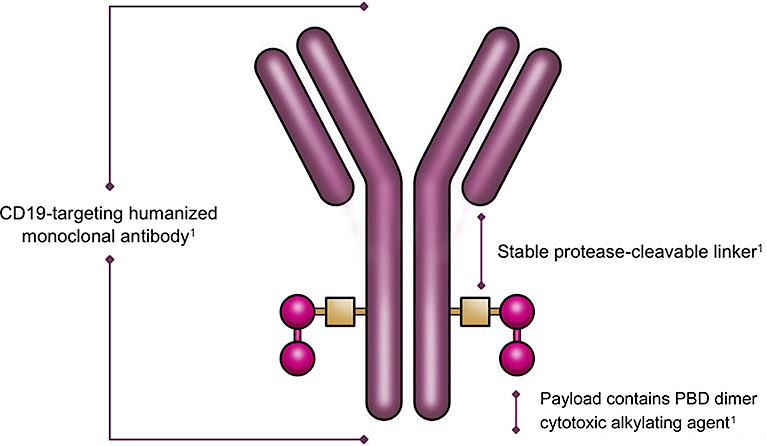 CD19-targeting humanized
monoclonal antibody¹
Stable protease-cleavable linker¹
Payload contains PBD dimer
cytotoxic alkylating agent¹